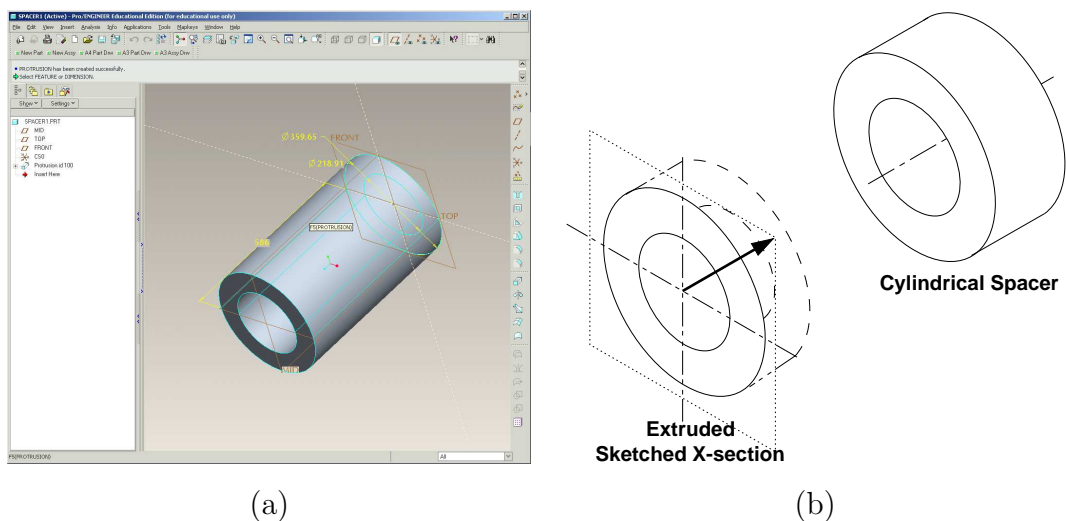 SPACER1 (Active) - Pro/ENGINEER Educational Edition (for educational use only)
File Edit View Insert Analysis Info Applications Tools Mapkeys Window Help
New Part New Assy A4 Part Drw A3 Part Drw A3 Assy Drw
PROTRUSION has been created successfully.
Select FEATURE or DIMENSION.
Show Settings
SPACER1.PRT
MID
TOP
FRONT
CS0
Protrusion id 100
Insert Here
Ø 359.65
FRONT
Ø 218.91
TOP
F5(PROTRUSION)
500
MID
F5(PROTRUSION)
All
Cylindrical Spacer
Extruded
Sketched X-section
(a)
(b)